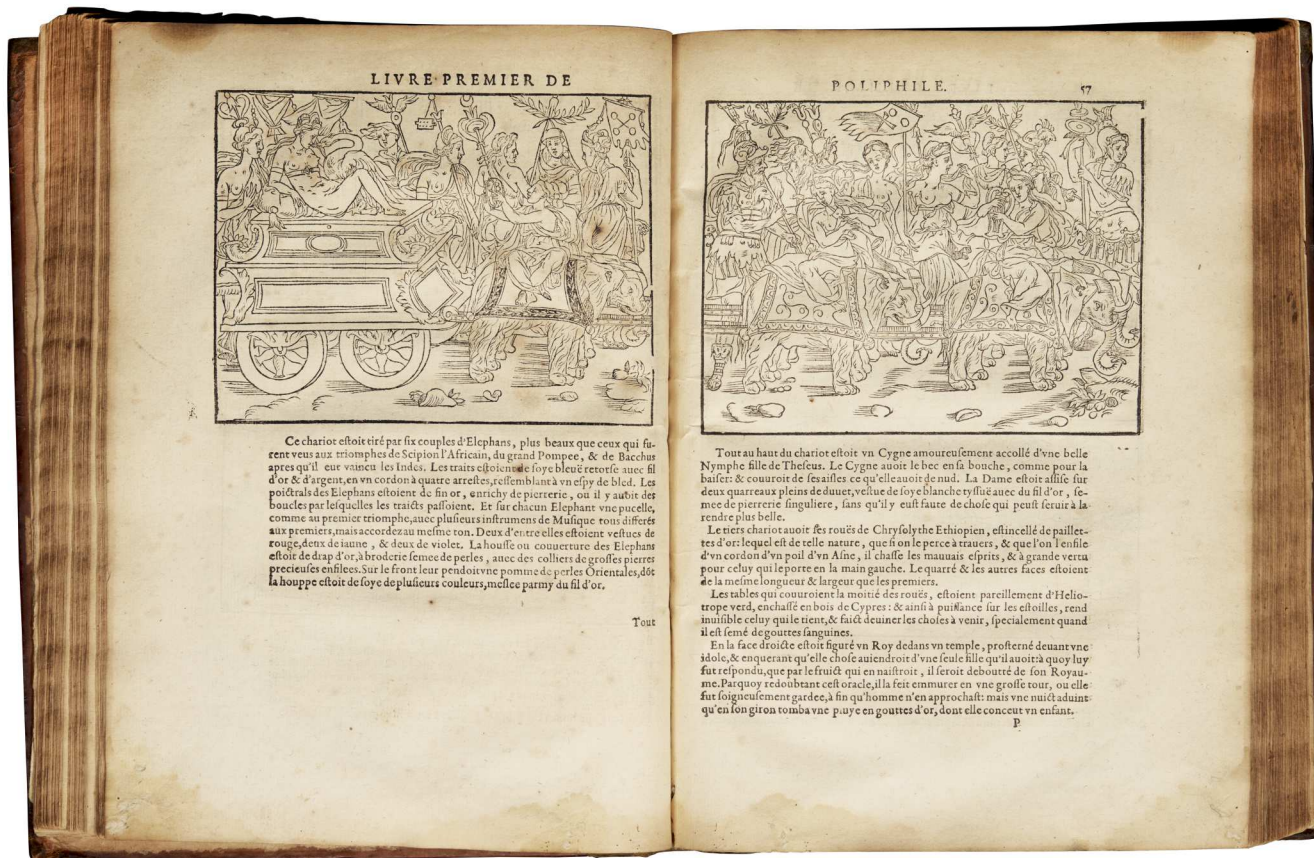 LIVRE PREMIER DE
Ce chariot eſtoit tiré par ſix couples d'Elephans, plus beaux que ceux qui fu-
rent veus aux triomphes de Scipion l'Africain, du grand Pompee, & de Bacchus
apres qu'il eut vaincu les Indes. Les traits eſtoient de ſoye bleuë retorſe auec fil
d'or & d'argent, en vn cordon à quatre arreſtes, reſſemblant à vn eſpy de bled. Les
poictrals des Elephans eſtoient de fin or, enrichy de pierrerie, ou il y auoit des
boucles par leſquelles les traicts paſſoient. Et ſur chacun Elephant vne pucelle,
comme au premier triomphe, auec pluſieurs inſtrumens de Muſique tous differés
aux premiers, mais accordez au meſme ton. Deux d'entre elles eſtoient veſtues de
rouge, deux de iaune, & deux de violet. La houſſe ou couuerture des Elephans
eſtoit de drap d'or, à broderie ſemee de perles, auec des colliers de groſſes pierres
precieuſes enfilees. Sur le front leur pendoit vne pomme de perles Orientales, dōt
la houppe eſtoit de ſoye de pluſieurs couleurs, meſlee parmy du fil d'or.
Tout
POLIPHILE. 57
Tout au haut du chariot eſtoit vn Cygne amoureuſement accollé d'vne belle
Nymphe fille de Theſeus. Le Cygne auoit le bec en ſa bouche, comme pour la
baiſer: & couuroit de ſes aiſles ce qu'elle auoit de nud. La Dame eſtoit aſſiſe ſur
deux quarreaux pleins de duuet, veſtue de ſoye blanche tyſſuë auec du fil d'or, ſe-
mee de pierrerie ſinguliere, ſans qu'il y euſt faute de choſe qui peuſt ſeruir à la
rendre plus belle.
Le tiers chariot auoit ſes rouës de Chryſolythe Ethiopien, eſtincellé de paillet-
tes d'or: lequel eſt de telle nature, que ſi on le perce à trauers, & que l'on l'enfile
d'vn cordon d'vn poil d'vn Aſne, il chaſſe les mauuais eſprits, & à grande vertu
pour celuy qui le porte en la main gauche. Le quarré & les autres faces eſtoient
de la meſme longueur & largeur que les premiers.
Les tables qui couuroient la moitié des rouës, eſtoient pareillement d'Helio-
trope verd, enchaſſé en bois de Cypres: & ainſi à puiſſance ſur les eſtoilles, rend
inuiſible celuy qui le tient, & faict deuiner les choſes à venir, ſpecialement quand
il eſt ſemé de gouttes ſanguines.
En la face droicte eſtoit figuré vn Roy dedans vn temple, proſterné deuant vne
idole, & enquerant qu'elle choſe auiendroit d'vne ſeule fille qu'il auoit: à quoy luy
fut reſpondu, que par le fruict qui en naiſtroit, il ſeroit deboutté de ſon Royau-
me. Parquoy redoubtant ceſt oracle, il la feit emmurer en vne groſſe tour, ou elle
fut ſoigneuſement gardee, à fin qu'homme n'en approchaſt: mais vne nuict aduint
qu'en ſon giron tomba vne pluye en gouttes d'or, dont elle conceut vn enfant.
P